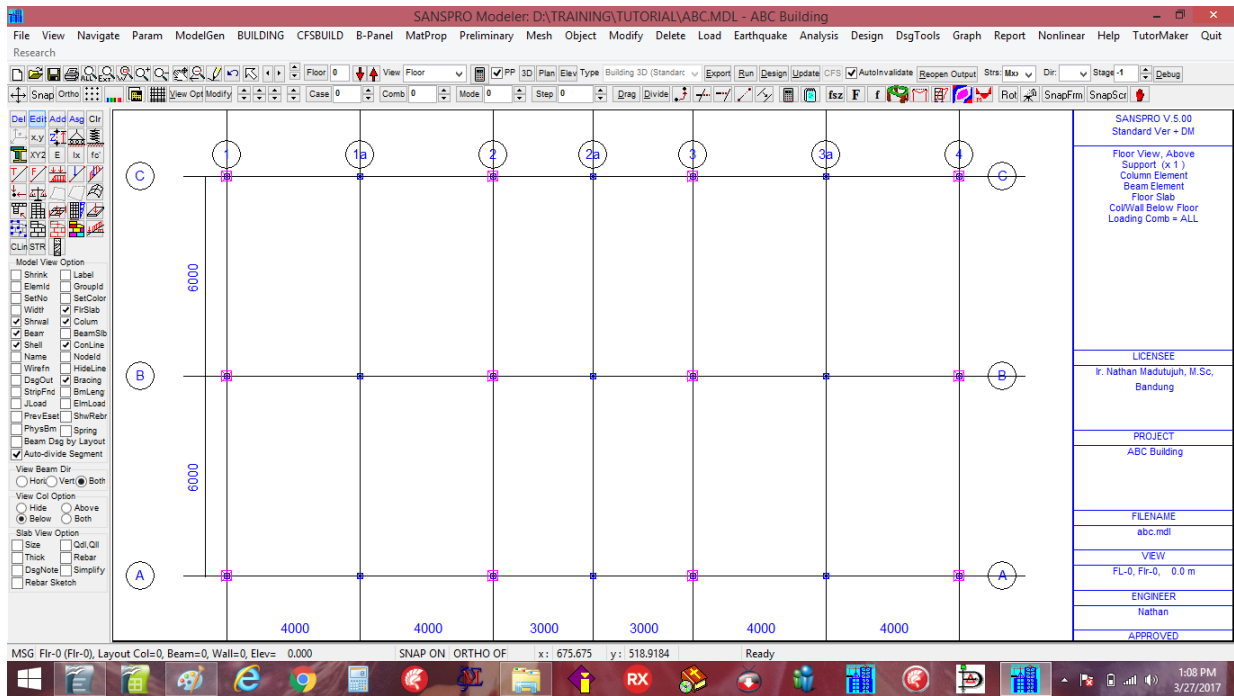 SANSPRO Modeler: D:\TRAINING\TUTORIAL\ABC.MDL - ABC Building
File View Navigate Param ModelGen BUILDING CFSBUILD B-Panel MatProp Preliminary Mesh Object Modify Delete Load Earthquake Analysis Design DsgTools Graph Report Nonlinear Help TutorMaker Quit
Research
Floor 0 View Floor PP 3D Plan Elev Type Building 3D (Standarc Export Run Design Update CFS AutoInvalidate Reopen Output Strs: Mxx Dir: Stage -1 Debug
Snap Ortho View Opt Modify Case 0 Comb 0 Mode 0 Step 0 Drag Divide fsz F f Rot SnapFrm SnapScr
Del Edit Add Asg Clr
x,y
XY2 E Ix fc'
T F
CLin STR
Model View Option
Shrink Label
ElemId GroupId
SetNo SetColor
Width FlrSlab
Shrwal Colum
Beam BeamSlb
Shell ConLine
Name NodeId
Wirefn HideLine
DsgOut Bracing
StripFnd BmLeng
JLoad ElmLoad
PrevEset ShwRebr
PhysBm Spring
Beam Dsg by Layout
Auto-divide Segment
View Beam Dir
Hori Vert Both
View Col Option
Hide Above
Below Both
Slab View Option
Size Qdl,Qll
Thick Rebar
DsgNote Simplify
Rebar Sketch
1 1a 2 2a 3 3a 4
C C
6000
B B
6000
A A
4000 4000 3000 3000 4000 4000
SANSPRO V.5.00
Standard Ver + DM
Floor View, Above
Support (x 1 )
Column Element
Beam Element
Floor Slab
Col/Wall Below Floor
Loading Comb = ALL
LICENSEE
Ir. Nathan Madutujuh, M.Sc,
Bandung
PROJECT
ABC Building
FILENAME
abc.mdl
VIEW
FL-0, Flr-0, 0.0 m
ENGINEER
Nathan
APPROVED
MSG Flr-0 (Flr-0), Layout Col=0, Beam=0, Wall=0, Elev= 0.000 SNAP ON ORTHO OF x: 675.675 y: 518.9184 Ready
RX
1:08 PM
3/27/2017